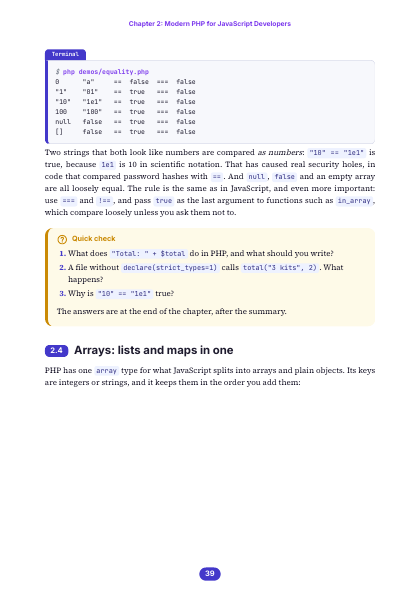 Chapter 2: Modern PHP for JavaScript Developers
Terminal
$ php demos/equality.php
0 "a" == false === false
"1" "01" == true === false
"10" "1e1" == true === false
100 "100" == true === false
null false == true === false
[] false == true === false
Two strings that both look like numbers are compared as numbers: "10" == "1e1" is
true, because 1e1 is 10 in scientific notation. That has caused real security holes, in
code that compared password hashes with ==. And null, false and an empty array
are all loosely equal. The rule is the same as in JavaScript, and even more important:
use === and !==, and pass true as the last argument to functions such as in_array,
which compare loosely unless you ask them not to.
Quick check
1. What does "Total: " + $total do in PHP, and what should you write?
2. A file without declare(strict_types=1) calls total("3 kits", 2). What
happens?
3. Why is "10" == "1e1" true?
The answers are at the end of the chapter, after the summary.
2.4 Arrays: lists and maps in one
PHP has one array type for what JavaScript splits into arrays and plain objects. Its keys
are integers or strings, and it keeps them in the order you add them:
39